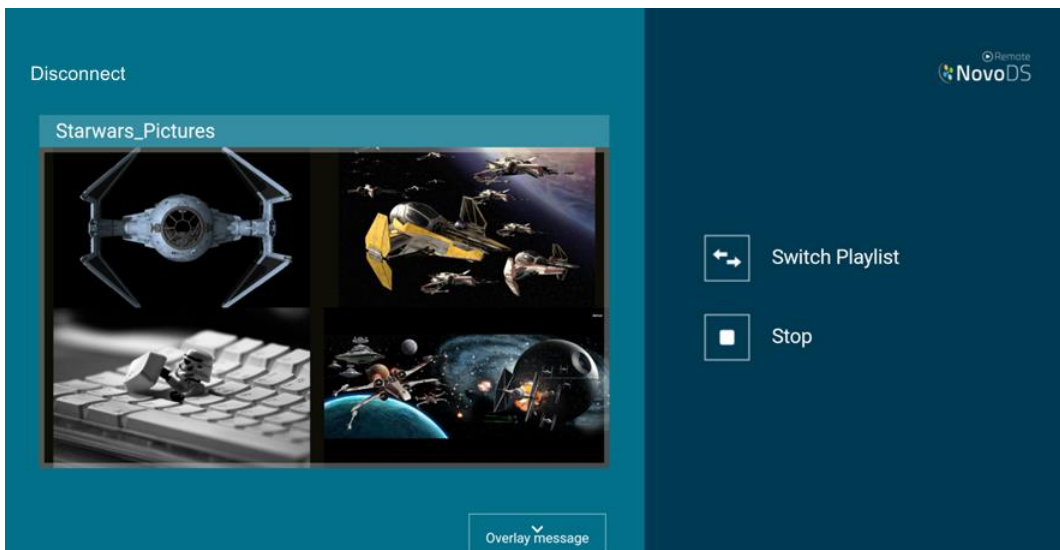 Disconnect
Starwars_Pictures
Overlay message
Remote
NovoDS
Switch Playlist
Stop